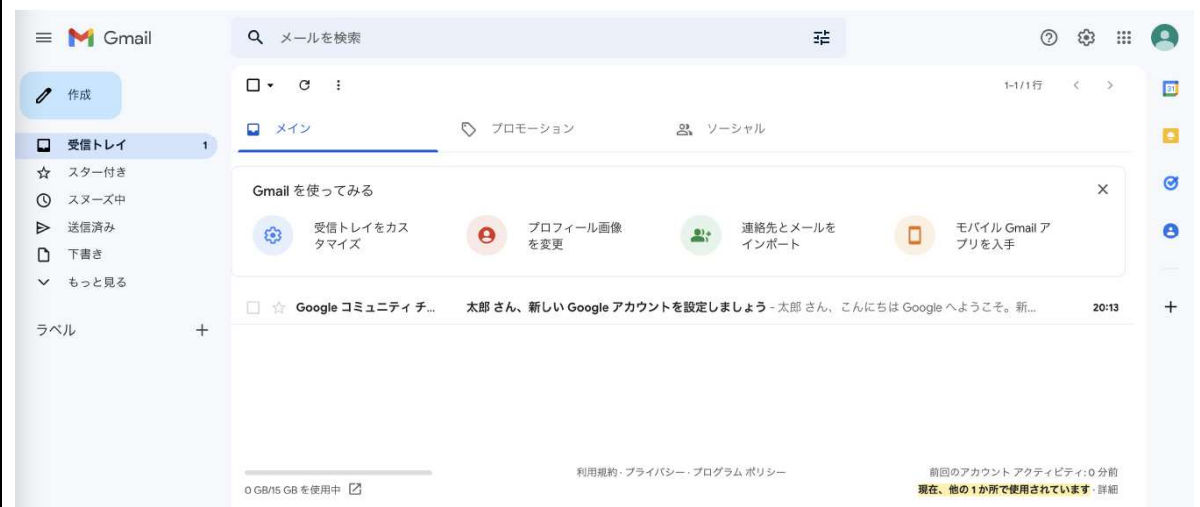 Gmail
メールを検索
作成
受信トレイ 1
スター付き
スヌーズ中
送信済み
下書き
もっと見る
ラベル
1–1/1行
メイン
プロモーション
ソーシャル
Gmail を使ってみる
受信トレイをカス
タマイズ
プロフィール画像
を変更
連絡先とメールを
インポート
モバイル Gmail ア
プリを入手
Google コミュニティ チ... 太郎 さん、新しい Google アカウントを設定しましょう - 太郎 さん、こんにちは Google へようこそ。新... 20:13
0 GB/15 GB を使用中
利用規約 · プライバシー · プログラム ポリシー
前回のアカウント アクティビティ: 0 分前
現在、他の 1 か所で使用されています · 詳細
31